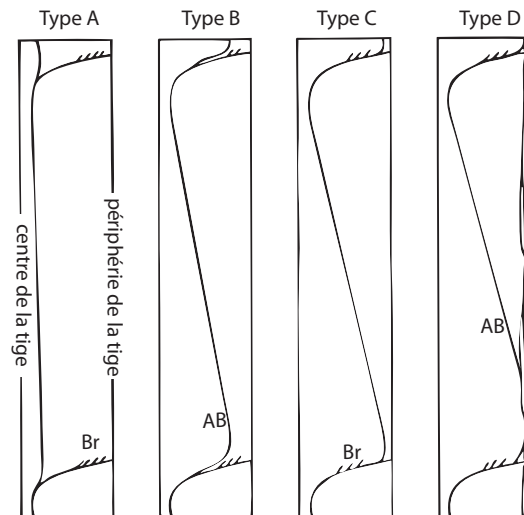 Type A
Type B
Type C
Type D
centre de la tige
périphérie de la tige
Br
AB
Br
AB